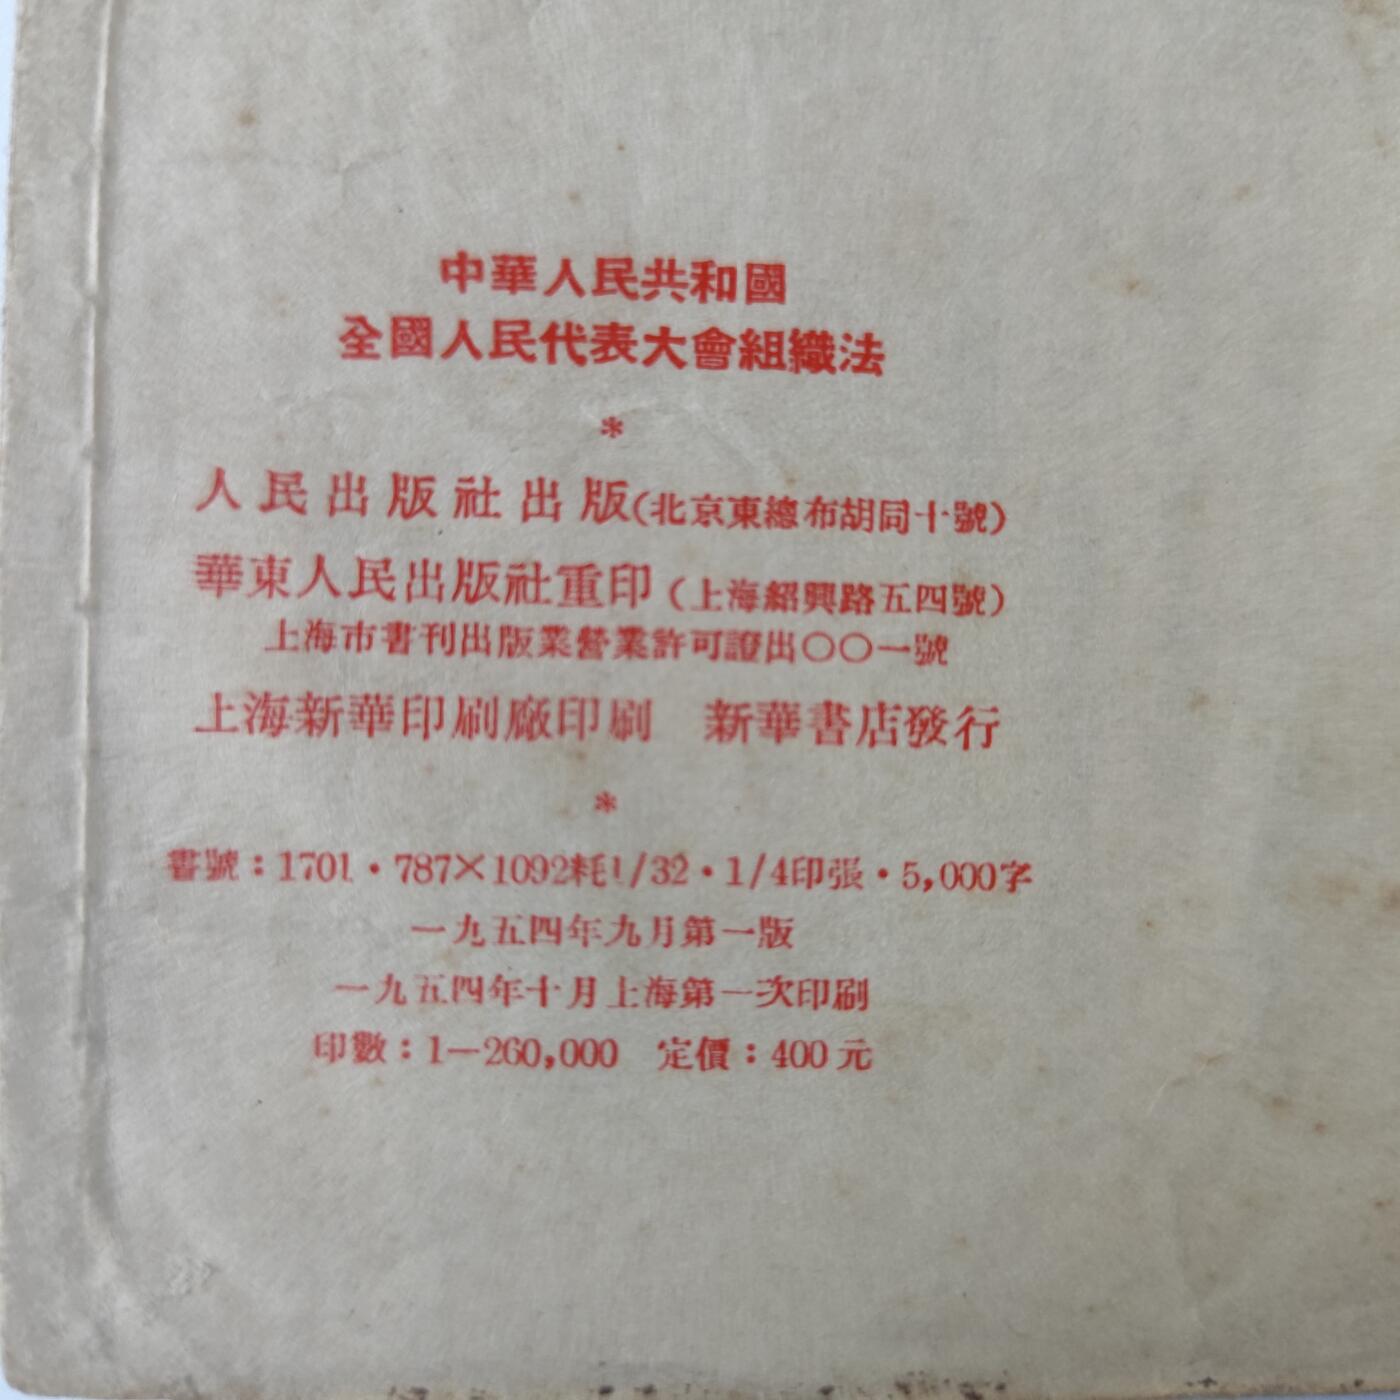 中華人民共和國
全國人民代表大會組織法
*
人民出版社出版(北京東總布胡同十號)
華東人民出版社重印(上海紹興路五四號)
上海市書刊出版業營業許可證出〇〇一號
上海新華印刷廠印刷 新華書店發行
*
書號：1701・787×1092耗1/32・1/4印張・5,000字
一九五四年九月第一版
一九五四年十月上海第一次印刷
印數：1—260,000 定價：400元